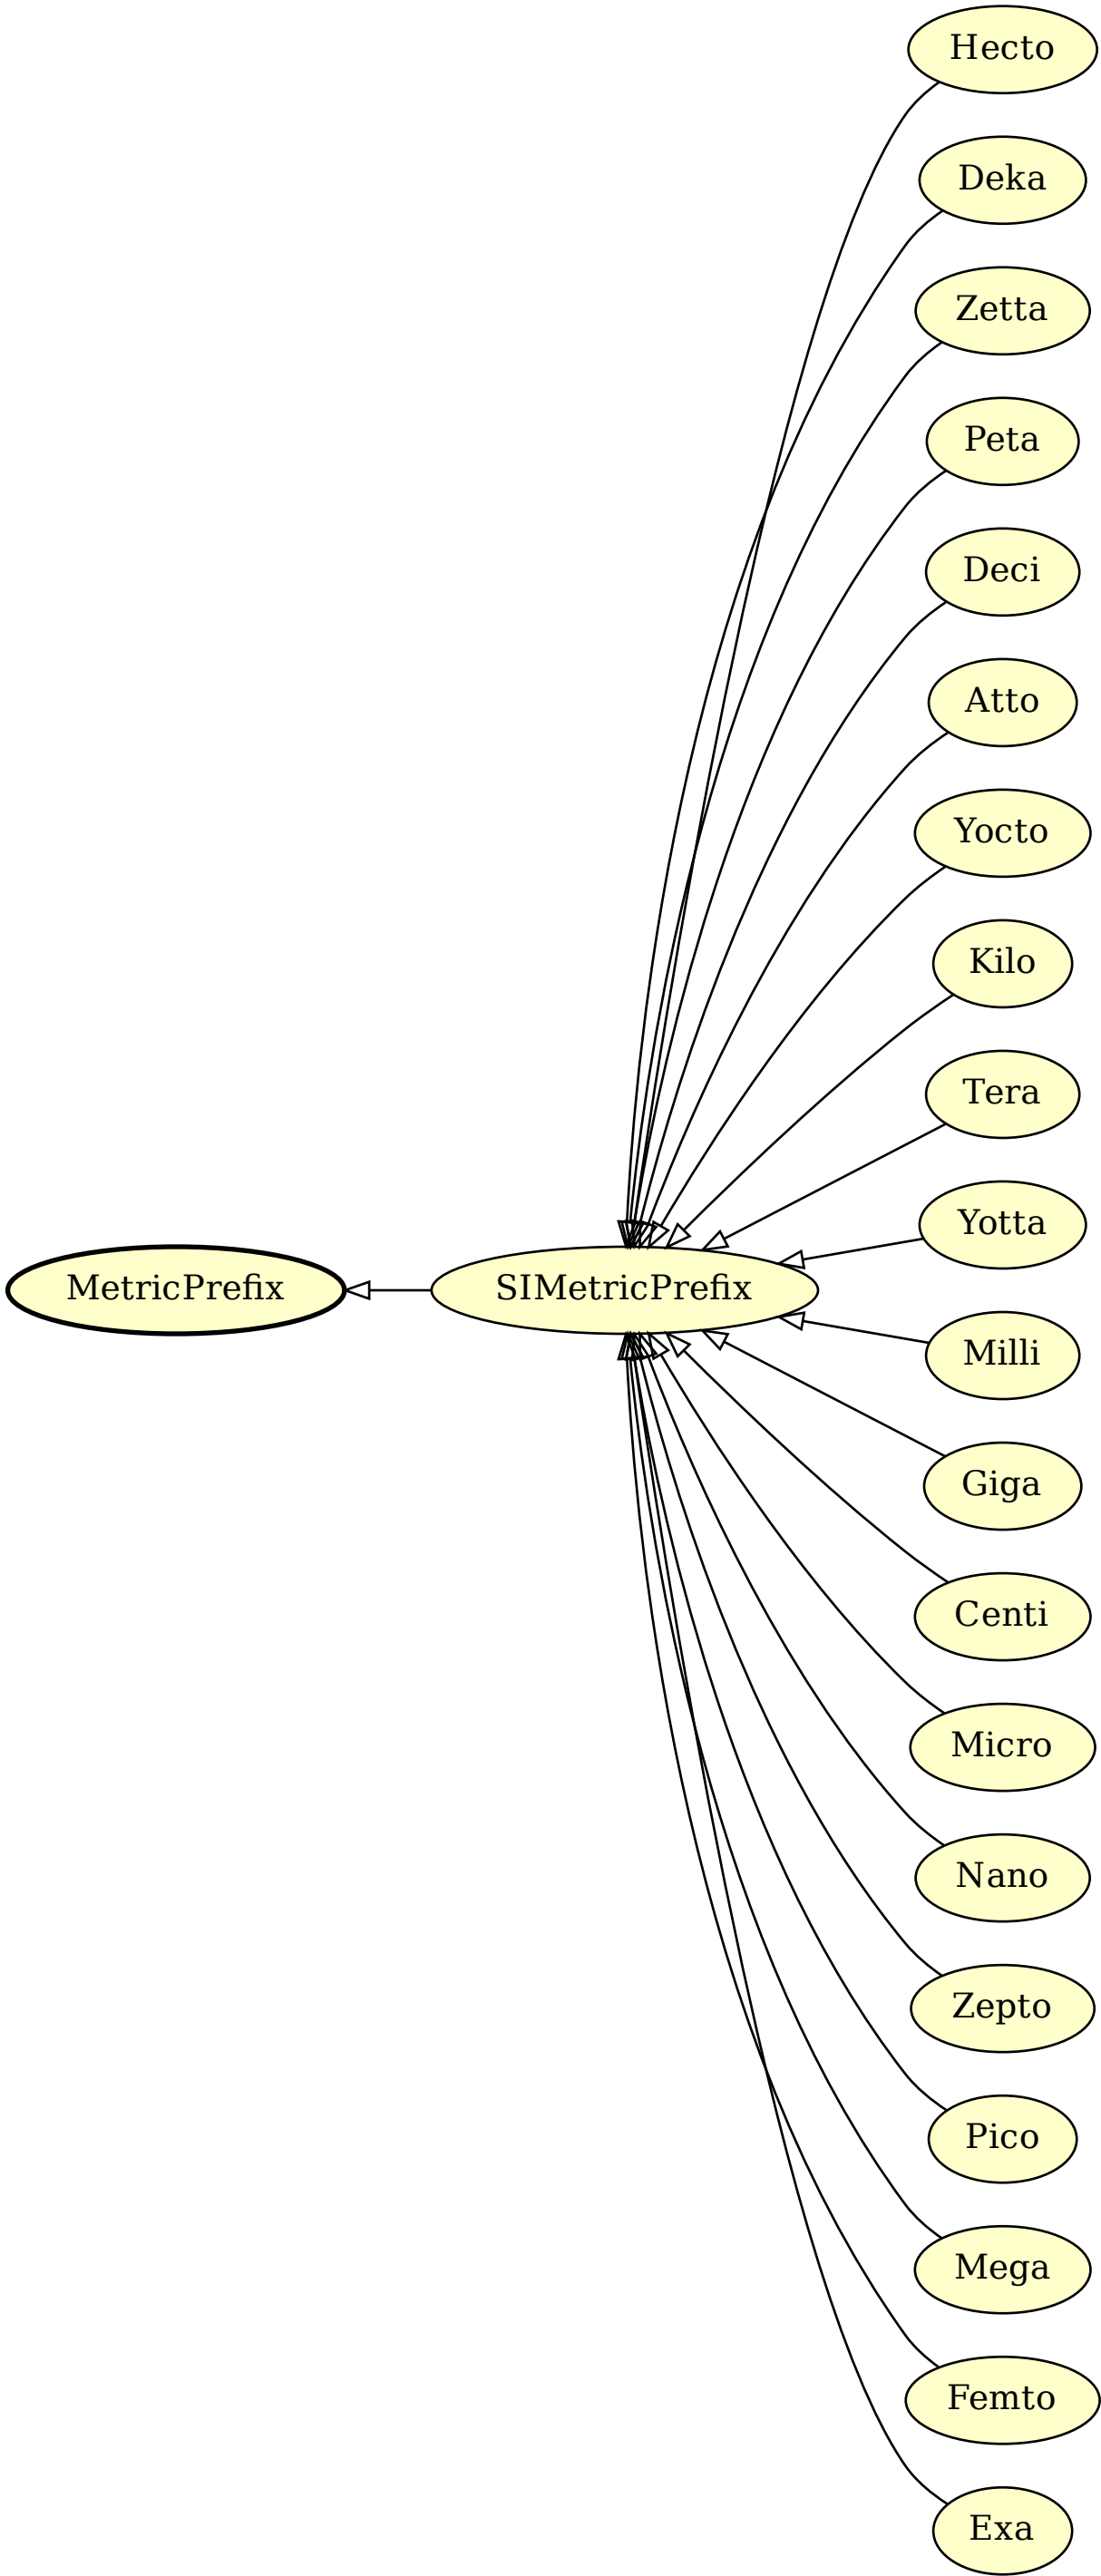 Hecto
Deka
Zetta
Peta
Deci
Atto
Yocto
Kilo
Tera
Yotta
MetricPrefix
SIMetricPrefix
Milli
Giga
Centi
Micro
Nano
Zepto
Pico
Mega
Femto
Exa